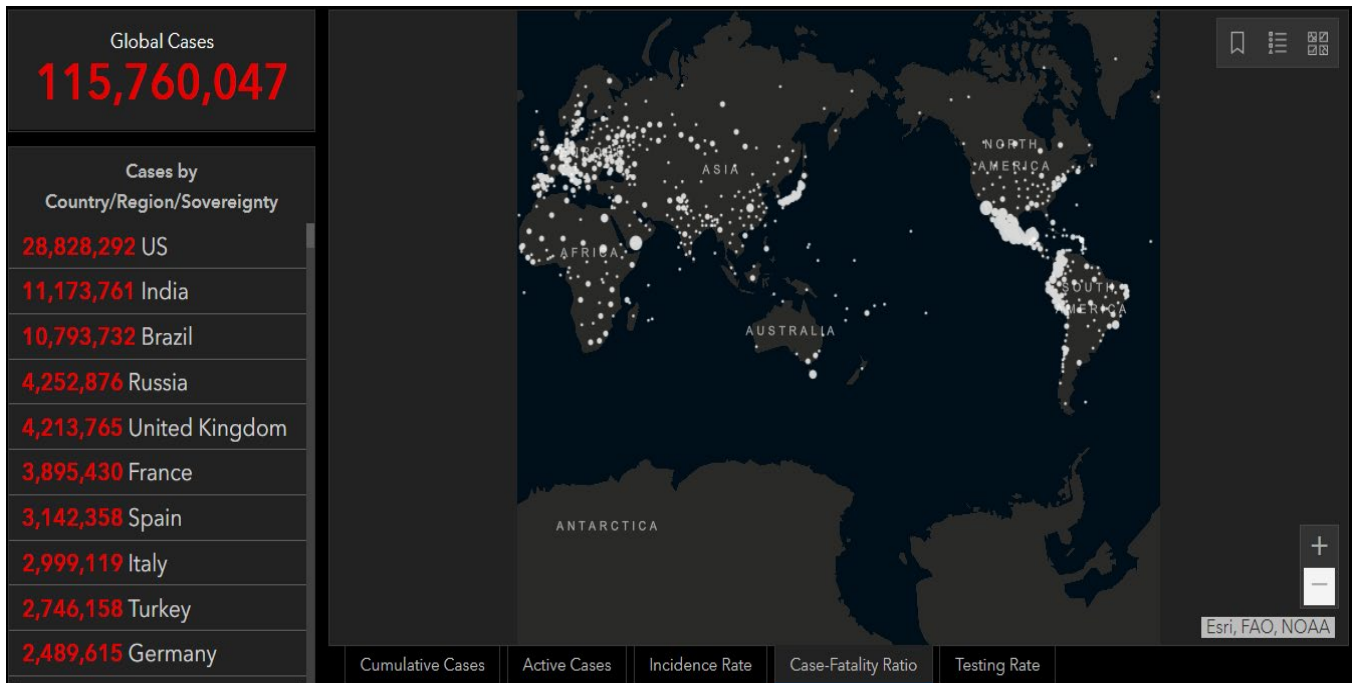 Global Cases
115,760,047
Cases by
Country/Region/Sovereignty
28,828,292 US
11,173,761 India
10,793,732 Brazil
4,252,876 Russia
4,213,765 United Kingdom
3,895,430 France
3,142,358 Spain
2,999,119 Italy
2,746,158 Turkey
2,489,615 Germany
NORTH
AMERICA
ASIA
EUROPE
AFRICA
SOUTH
AMERICA
AUSTRALIA
ANTARCTICA
+
−
Esri, FAO, NOAA
Cumulative Cases
Active Cases
Incidence Rate
Case-Fatality Ratio
Testing Rate